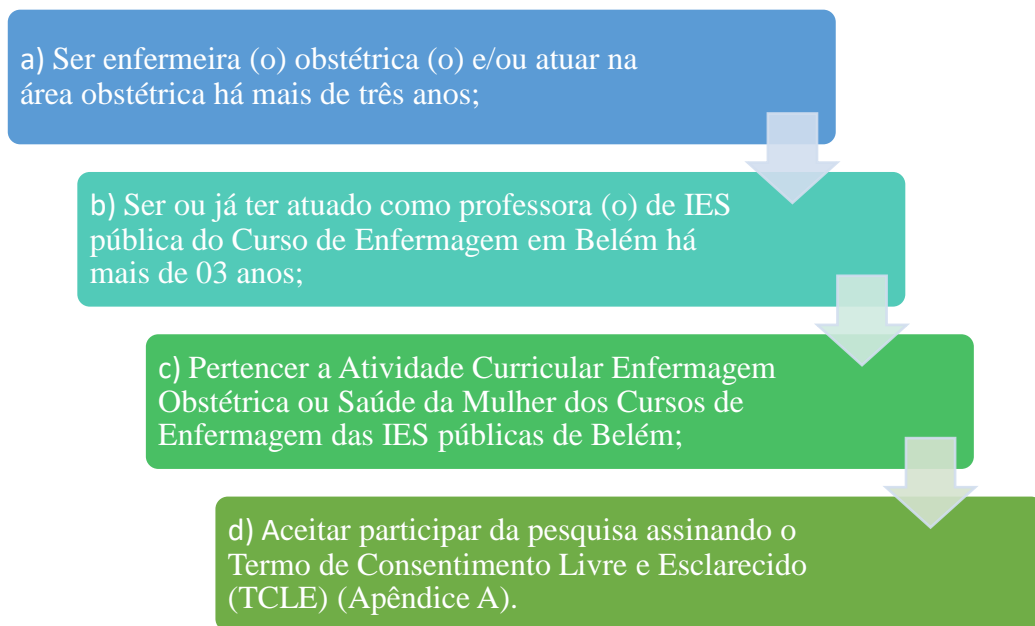 a) Ser enfermeira (o) obstétrica (o) e/ou atuar na
área obstétrica há mais de três anos;
b) Ser ou já ter atuado como professora (o) de IES
pública do Curso de Enfermagem em Belém há
mais de 03 anos;
c) Pertencer a Atividade Curricular Enfermagem
Obstétrica ou Saúde da Mulher dos Cursos de
Enfermagem das IES públicas de Belém;
d) Aceitar participar da pesquisa assinando o
Termo de Consentimento Livre e Esclarecido
(TCLE) (Apêndice A).